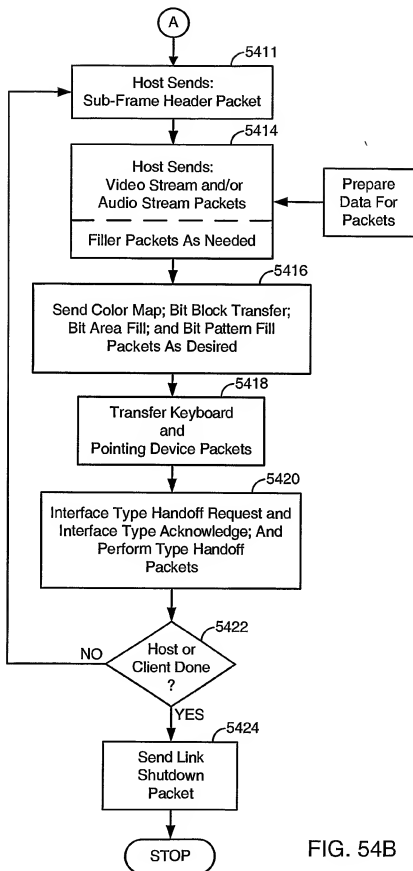 A
5411
Host Sends:
Sub-Frame Header Packet
5414
Host Sends:
Video Stream and/or
Audio Stream Packets
Filler Packets As Needed
Prepare
Data For
Packets
5416
Send Color Map; Bit Block Transfer;
Bit Area Fill; and Bit Pattern Fill
Packets As Desired
5418
Transfer Keyboard
and
Pointing Device Packets
5420
Interface Type Handoff Request and
Interface Type Acknowledge; And
Perform Type Handoff
Packets
5422
Host or
Client Done
?
NO
YES
5424
Send Link
Shutdown
Packet
STOP
FIG. 54B